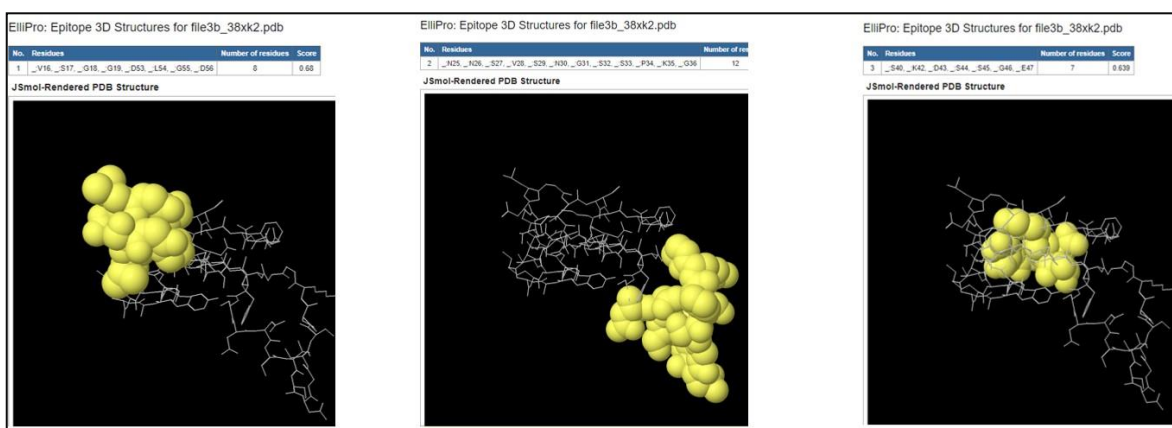 ElliPro: Epitope 3D Structures for file3b_38xk2.pdb
No. Residues Number of residues Score
1 _:V16, _:S17, _:G18, _:G19, _:D53, _:L54, _:G55, _:D56 8 0.68
JSmol-Rendered PDB Structure
ElliPro: Epitope 3D Structures for file3b_38xk2.pdb
No. Residues Number of res
2 _:N25, _:N26, _:S27, _:V28, _:S29, _:N30, _:G31, _:S32, _:S33, _:P34, _:K35, _:G36 12
JSmol-Rendered PDB Structure
ElliPro: Epitope 3D Structures for file3b_38xk2.pdb
No. Residues Number of residues Score
3 _:S40, _:K42, _:D43, _:S44, _:S45, _:G46, _:E47 7 0.639
JSmol-Rendered PDB Structure